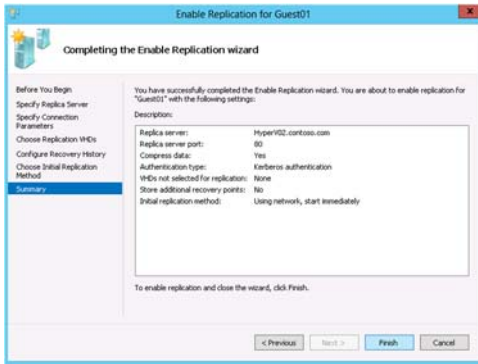 Enable Replication for Guest01
Completing the Enable Replication wizard
Before You Begin
Specify Replica Server
Specify Connection
Parameters
Choose Replication VHDs
Configure Recovery History
Choose Initial Replication
Method
Summary
You have successfully completed the Enable Replication wizard. You are about to enable replication for
"Guest01" with the following settings:
Description:
Replica server: HyperV02.contoso.com
Replica server port: 80
Compress data: Yes
Authentication type: Kerberos authentication
VHDs not selected for replication: None
Store additional recovery points: No
Initial replication method: Using network, start immediately
To enable replication and close the wizard, click Finish.
< Previous Next > Finish Cancel